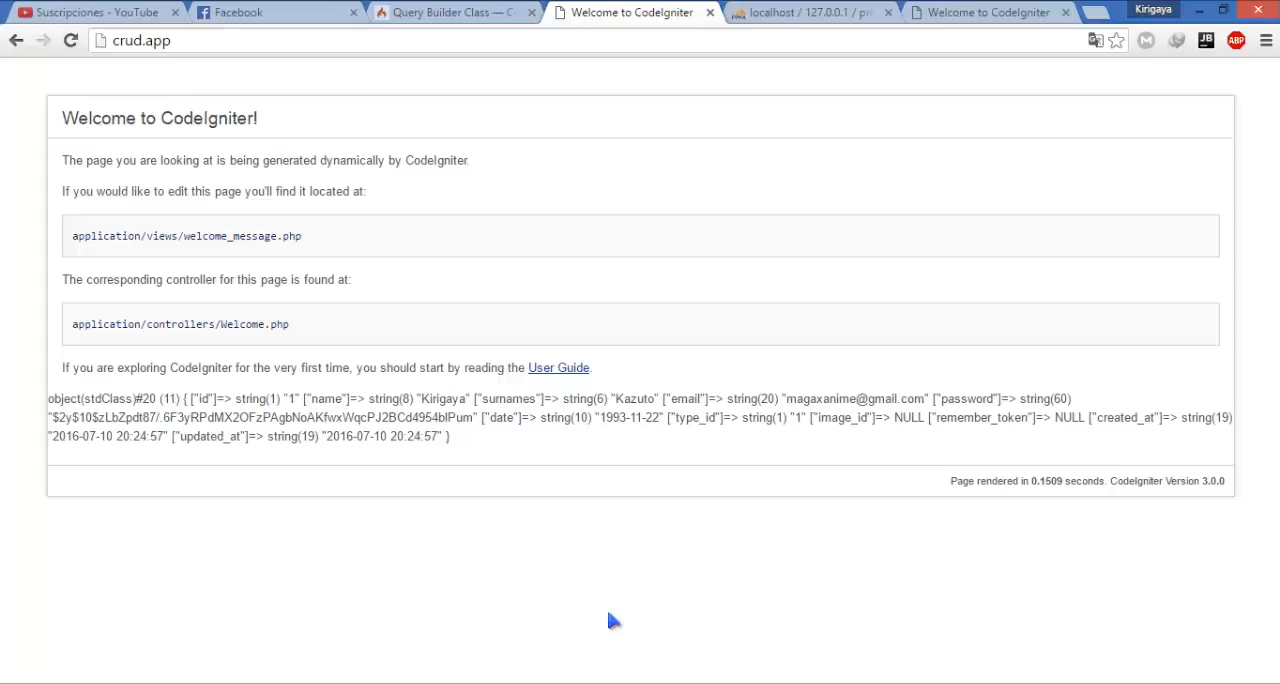 Suscripciones - YouTube
Facebook
Query Builder Class — C
Welcome to CodeIgniter
localhost / 127.0.0.1 / pr
Welcome to CodeIgniter
Kirigaya
crud.app
JB
ABP
Welcome to CodeIgniter!
The page you are looking at is being generated dynamically by CodeIgniter.
If you would like to edit this page you'll find it located at:
application/views/welcome_message.php
The corresponding controller for this page is found at:
application/controllers/Welcome.php
If you are exploring CodeIgniter for the very first time, you should start by reading the User Guide.
object(stdClass)#20 (11) { ["id"]=> string(1) "1" ["name"]=> string(8) "Kirigaya" ["surnames"]=> string(6) "Kazuto" ["email"]=> string(20) "magaxanime@gmail.com" ["password"]=> string(60)
"$2y$10$zLbZpdt87/.6F3yRPdMX2OFzPAgbNoAKfwxWqcPJ2BCd4954blPum" ["date"]=> string(10) "1993-11-22" ["type_id"]=> string(1) "1" ["image_id"]=> NULL ["remember_token"]=> NULL ["created_at"]=> string(19)
"2016-07-10 20:24:57" ["updated_at"]=> string(19) "2016-07-10 20:24:57" }
Page rendered in 0.1509 seconds. CodeIgniter Version 3.0.0